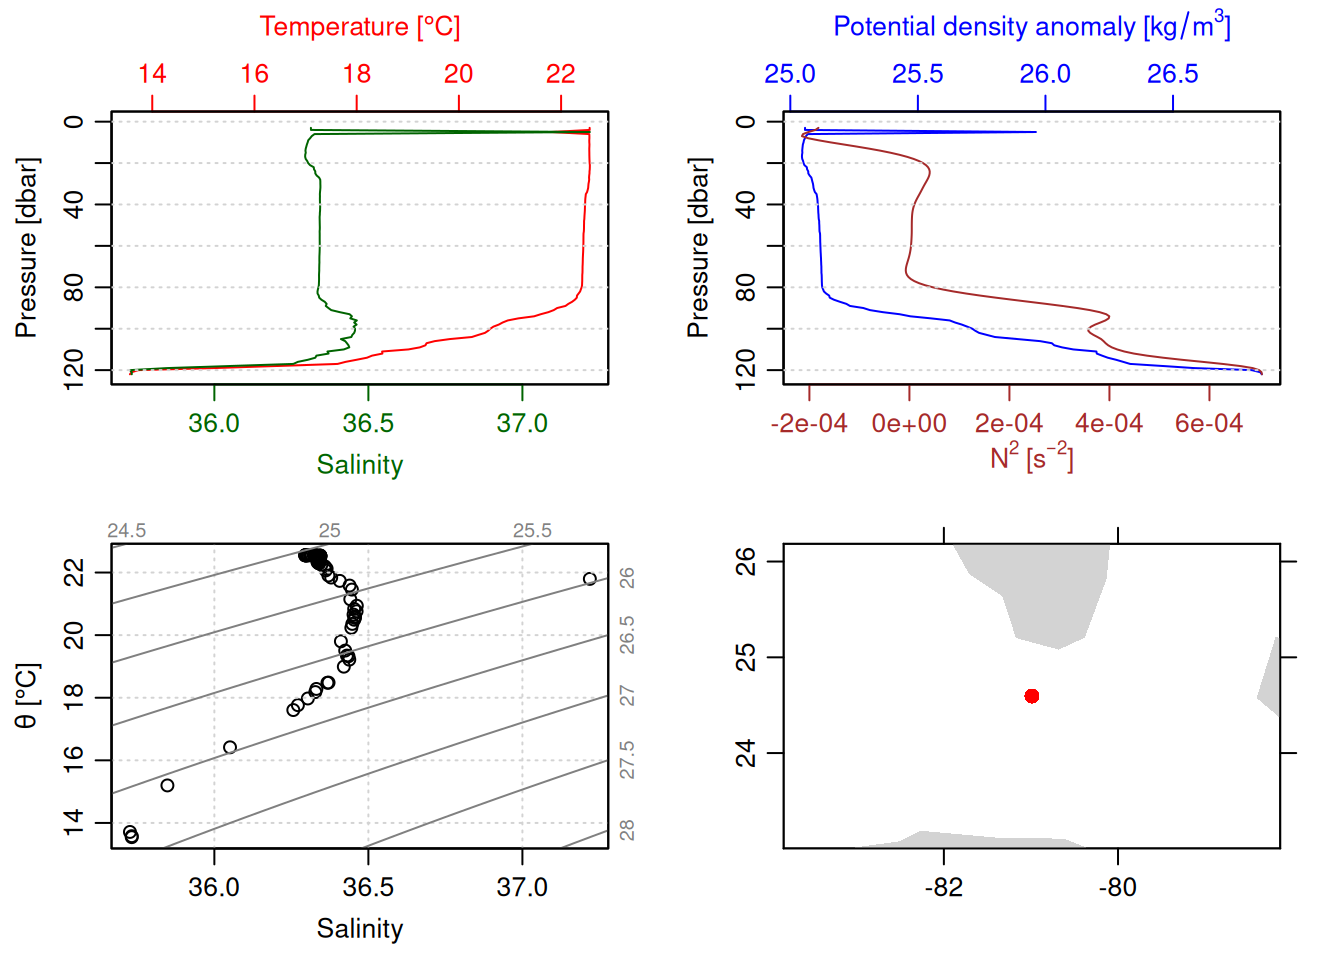 Temperature [°C]
14 16 18 20 22
Pressure [dbar]
0 40 80 120
36.0 36.5 37.0
Salinity
Potential density anomaly [kg/m³]
25.0 25.5 26.0 26.5
Pressure [dbar]
0 40 80 120
-2e-04 0e+00 2e-04 4e-04 6e-04
N² [s⁻²]
24.5 25 25.5
θ [°C]
22 20 18 16 14
26 26.5 27 27.5 28
36.0 36.5 37.0
Salinity
26 25 24
-82 -80